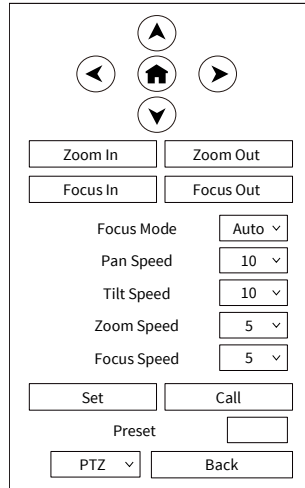 Zoom In Zoom Out
Focus In Focus Out
Focus Mode Auto
Pan Speed 10
Tilt Speed 10
Zoom Speed 5
Focus Speed 5
Set Call
Preset
PTZ Back